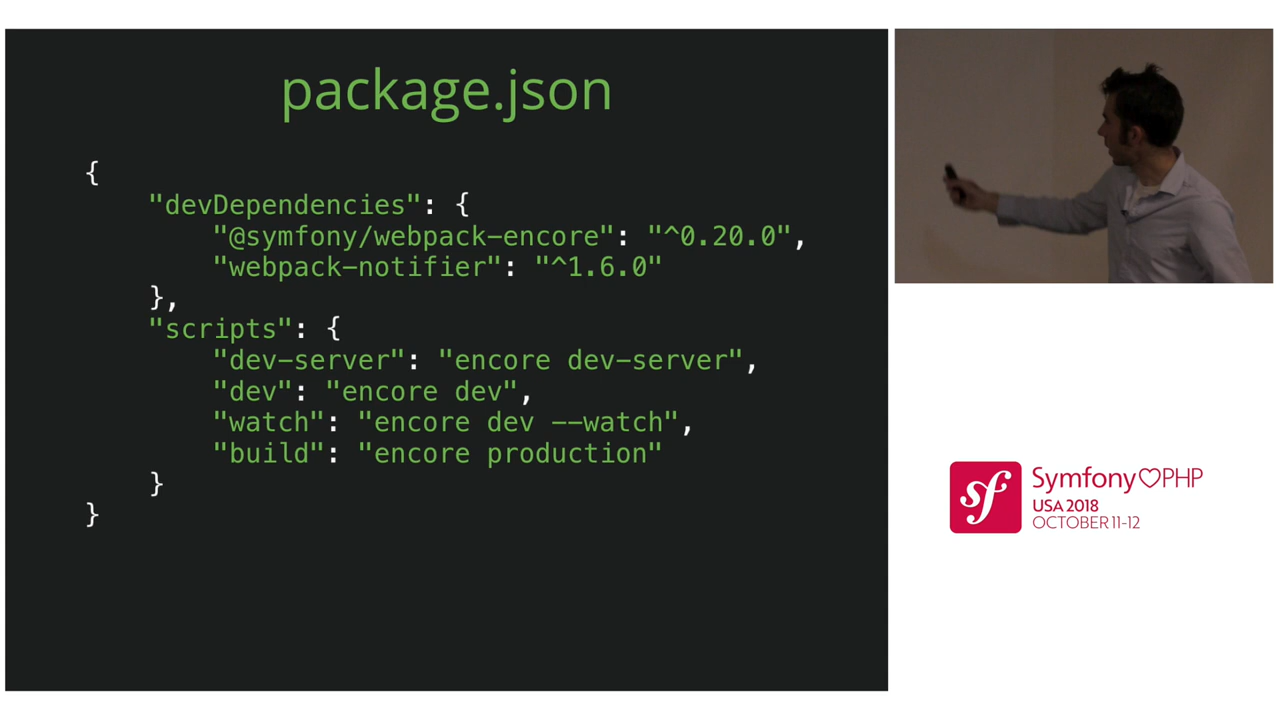 package.json
{
"devDependencies": {
"@symfony/webpack-encore": "^0.20.0",
"webpack-notifier": "^1.6.0"
},
"scripts": {
"dev-server": "encore dev-server",
"dev": "encore dev",
"watch": "encore dev --watch",
"build": "encore production"
}
}
sf
Symfony♡PHP
USA 2018
OCTOBER 11-12